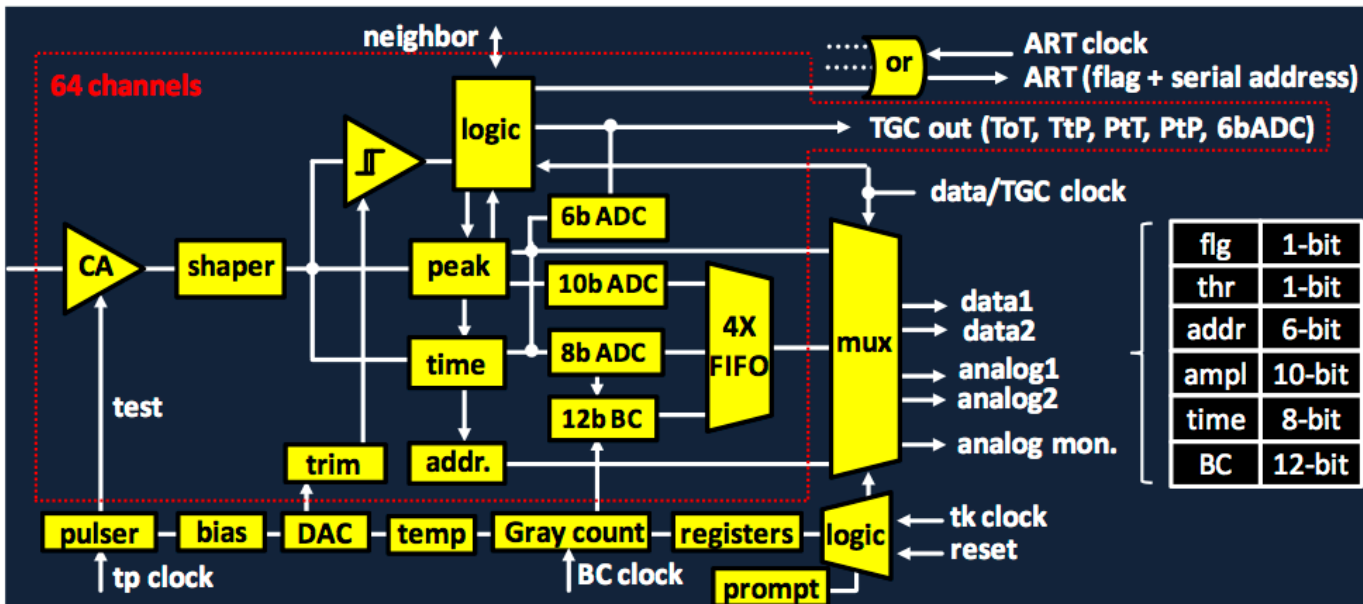 neighbor
ART clock
or
ART (flag + serial address)
64 channels
logic
TGC out (ToT, TtP, PtT, PtP, 6bADC)
data/TGC clock
6b ADC
CA
shaper
peak
10b ADC
4X
FIFO
mux
data1
data2
time
8b ADC
analog1
analog2
test
12b BC
analog mon.
trim
addr.
flg 1-bit
thr 1-bit
addr 6-bit
ampl 10-bit
time 8-bit
BC 12-bit
pulser
bias
DAC
temp
Gray count
registers
logic
tk clock
reset
tp clock
BC clock
prompt